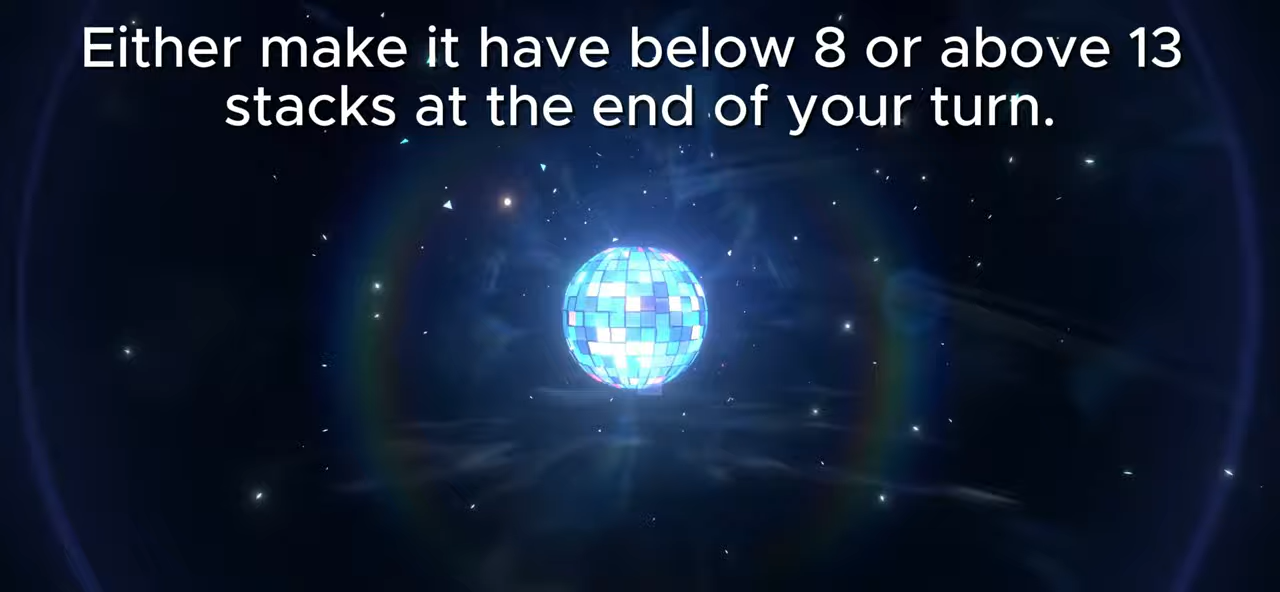 Either make it have below 8 or above 13
stacks at the end of your turn.